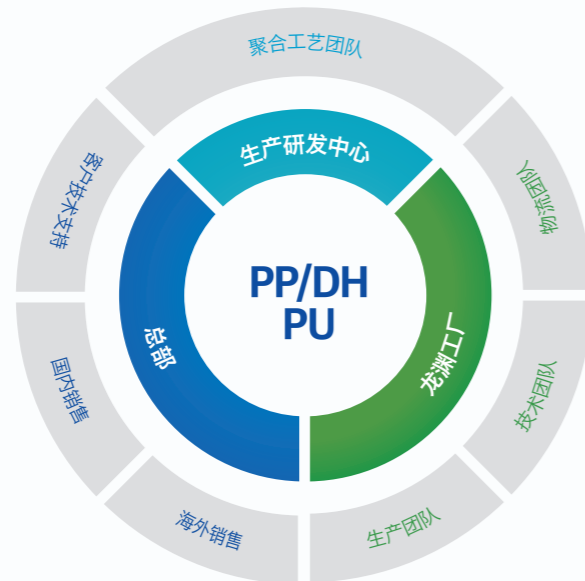 聚合工艺团队
生产研发中心
客户技术支持
物流团队
PP/DH
PU
总部
龙渊工厂
国内销售
技术团队
海外销售
生产团队